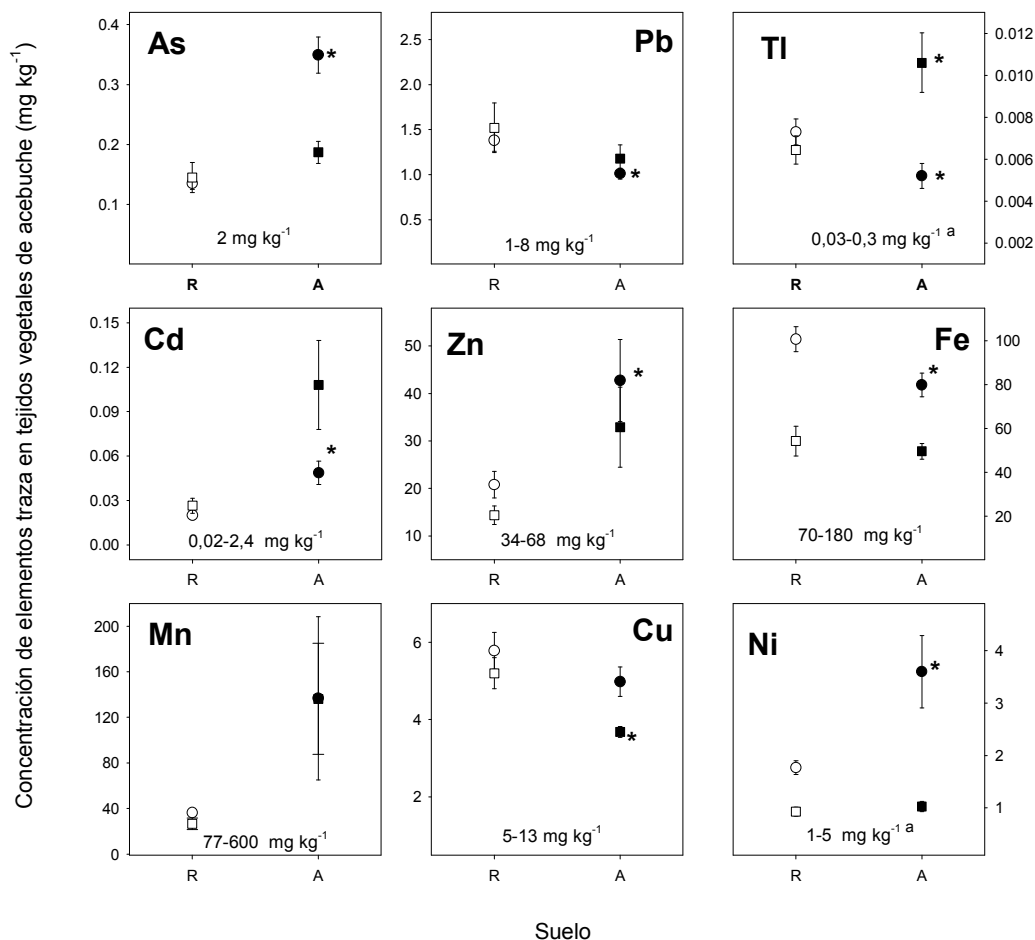 Concentración de elementos traza en tejidos vegetales de acebuche (mg kg-1)
As
0.4
0.3
0.2
0.1
*
2 mg kg-1
R
A
Pb
2.5
2.0
1.5
1.0
0.5
*
1-8 mg kg-1
R
A
Tl
0.012
0.010
0.008
0.006
0.004
0.002
*
*
0,03-0,3 mg kg-1 a
R
A
Cd
0.15
0.12
0.09
0.06
0.03
0.00
*
0,02-2,4 mg kg-1
R
A
Zn
50
40
30
20
10
*
34-68 mg kg-1
R
A
Fe
100
80
60
40
20
*
70-180 mg kg-1
R
A
Mn
200
160
120
80
40
0
77-600 mg kg-1
R
A
Cu
6
4
2
*
5-13 mg kg-1
R
A
Ni
4
3
2
1
*
1-5 mg kg-1 a
R
A
Suelo